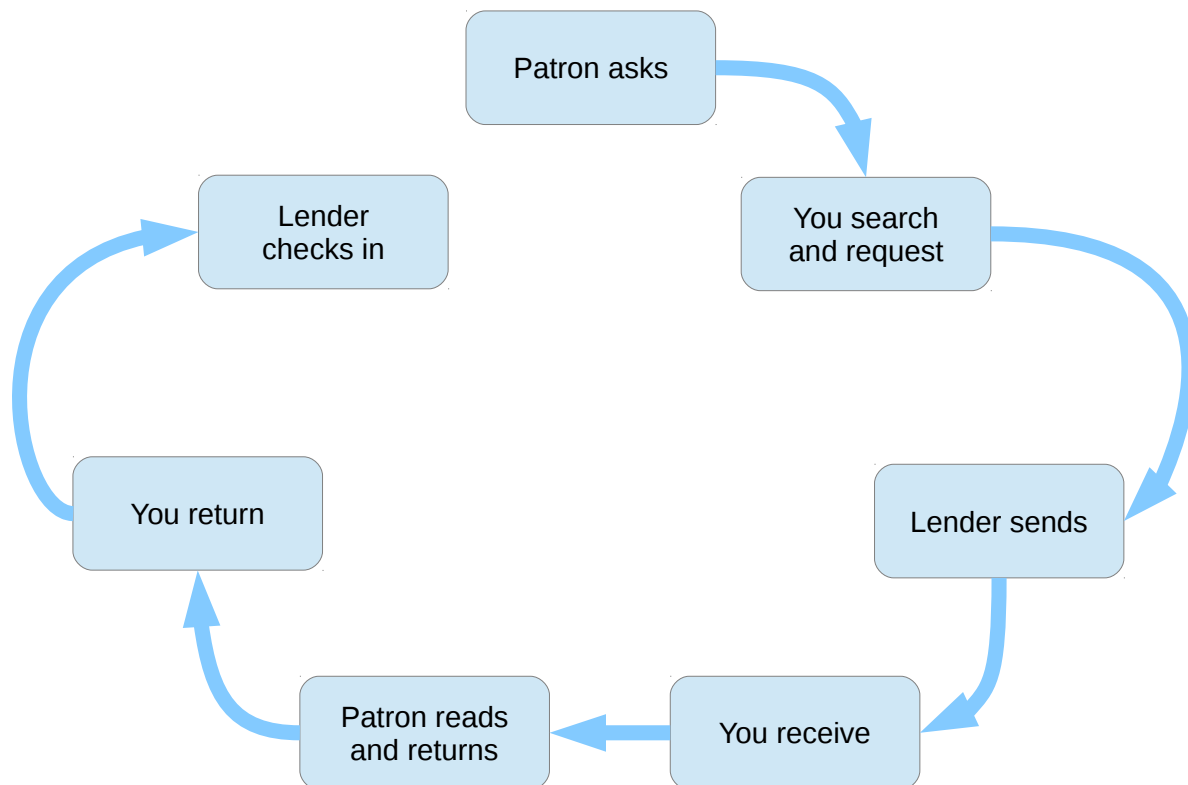 Patron asks
You search
and request
Lender sends
You receive
Patron reads
and returns
You return
Lender
checks in